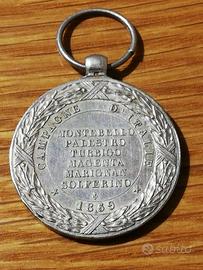 CAMPAGNE D'ITALIE
MONTEBELLO
PALESTRO
TURBIGO
MAGENTA
MARIGNAN
SOLFERINO
1859
subito